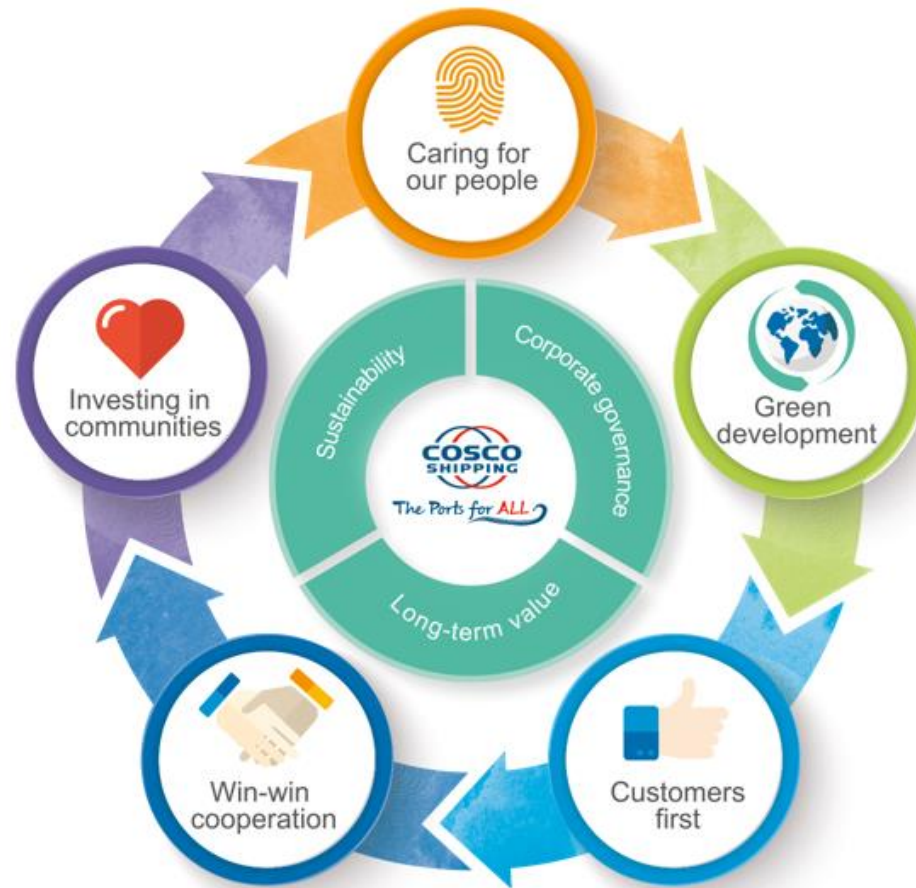 Caring for
our people
Green
development
Customers
first
Win-win
cooperation
Investing in
communities
Sustainability
Corporate governance
Long-term value
COSCO
SHIPPING
The Ports for ALL